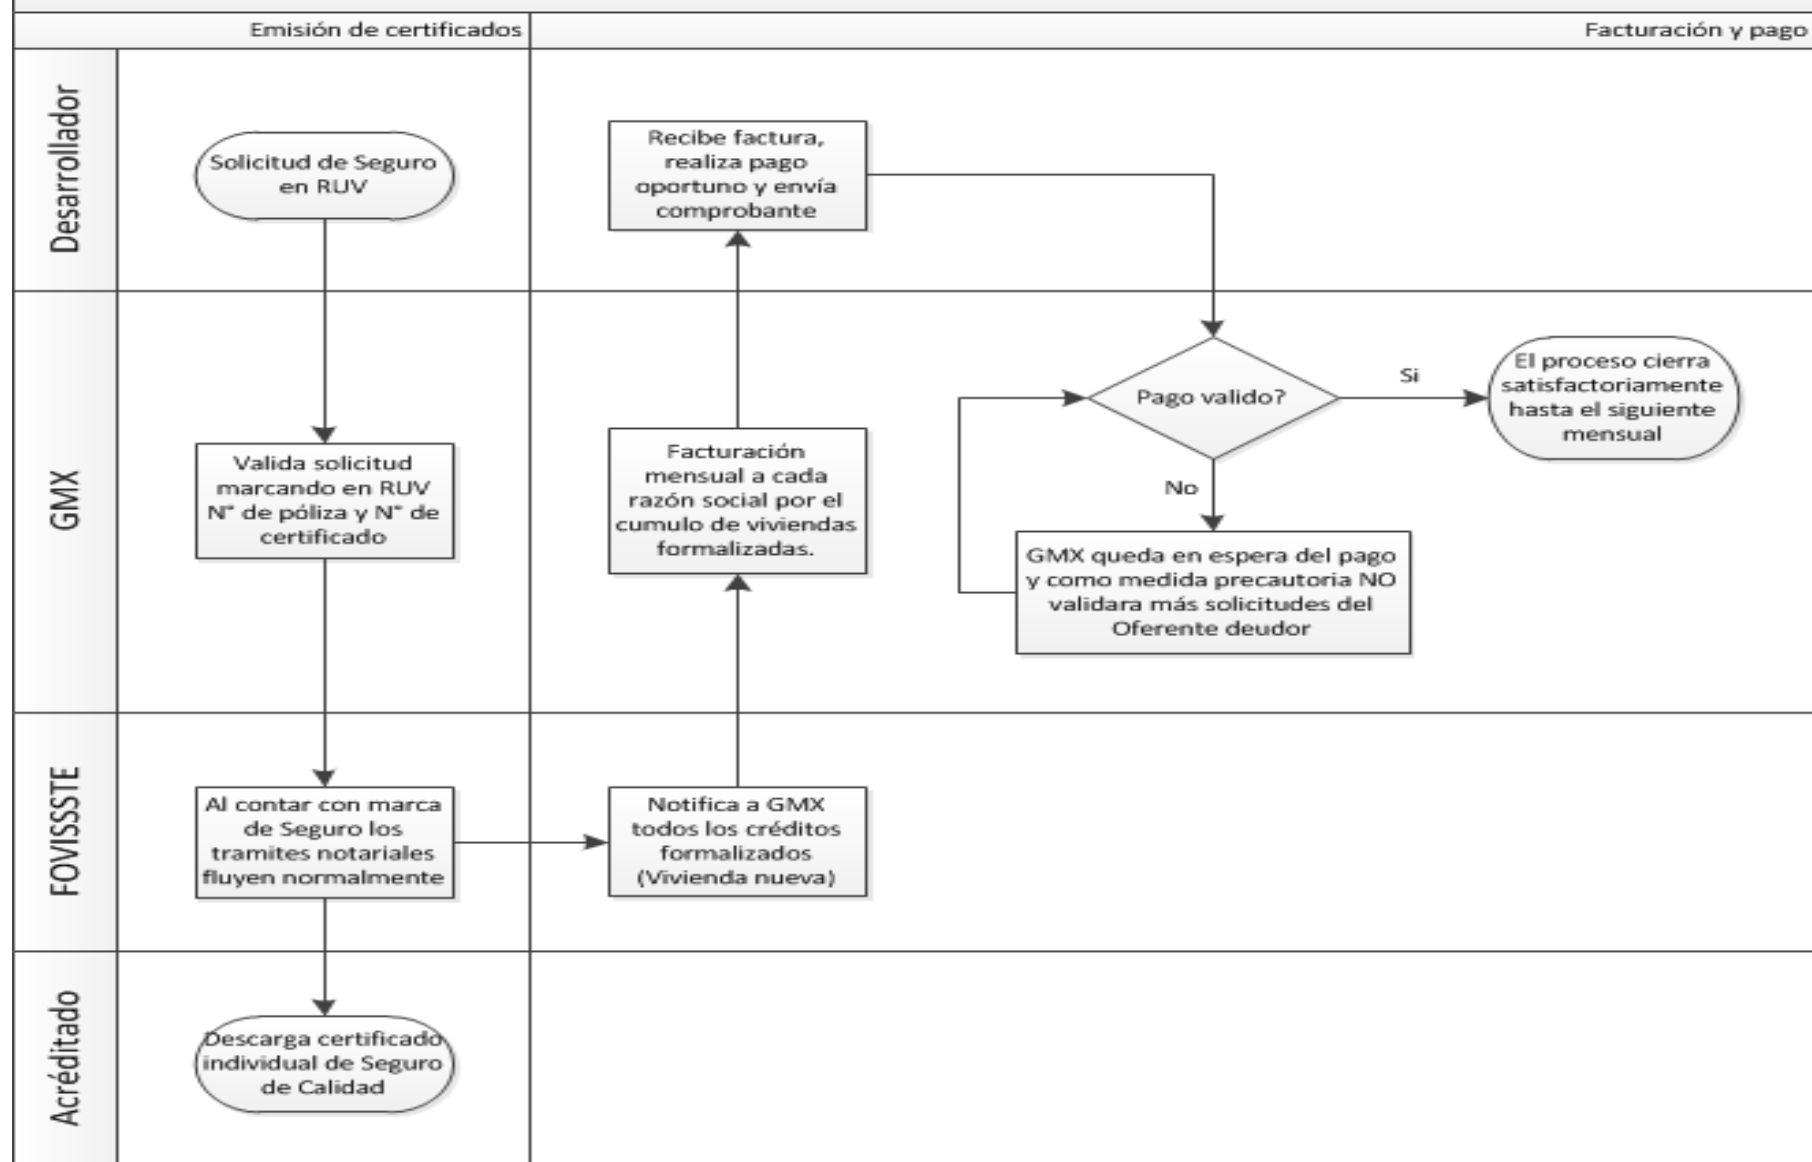 Emisión de certificados
Facturación y pago
Desarrollador
Solicitud de Seguro
en RUV
Recibe factura,
realiza pago
oportuno y envía
comprobante
GMX
Valida solicitud
marcando en RUV
N° de póliza y N° de
certificado
Facturación
mensual a cada
razón social por el
cumulo de viviendas
formalizadas.
Pago valido?
Si
El proceso cierra
satisfactoriamente
hasta el siguiente
mensual
No
GMX queda en espera del pago
y como medida precautoria NO
validara más solicitudes del
Oferente deudor
FOVISSSTE
Al contar con marca
de Seguro los
tramites notariales
fluyen normalmente
Notifica a GMX
todos los créditos
formalizados
(Vivienda nueva)
Acréditado
Descarga certificado
individual de Seguro
de Calidad